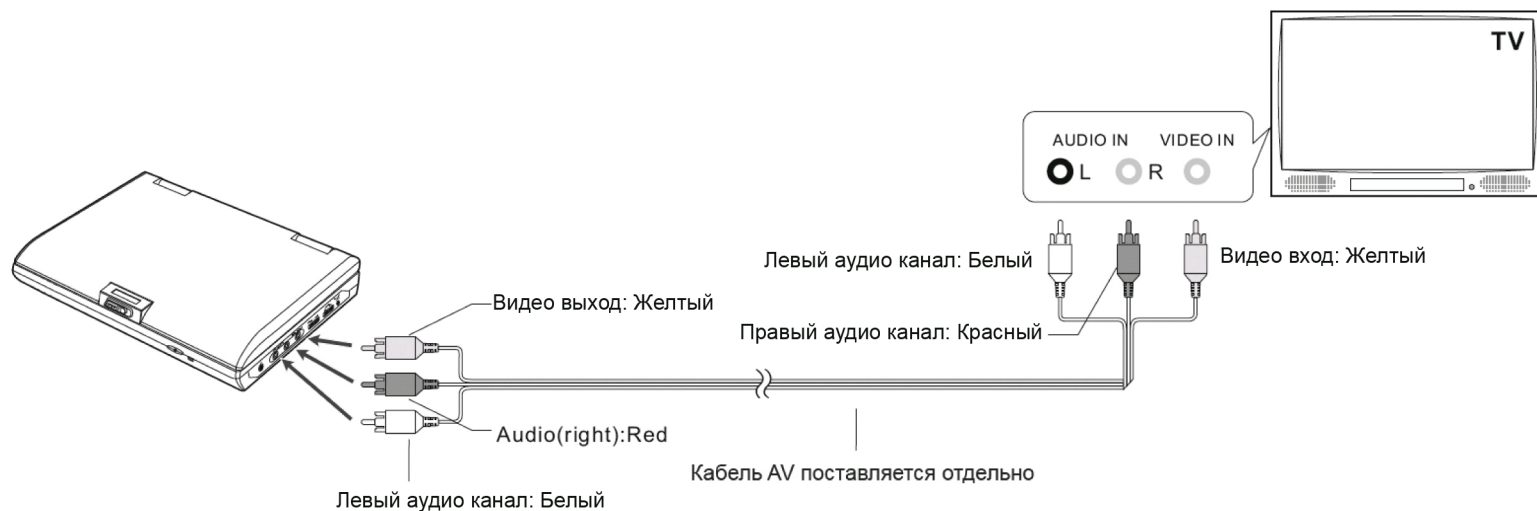 TV
AUDIO IN VIDEO IN
L R
Левый аудио канал: Белый
Видео вход: Желтый
Видео выход: Желтый
Правый аудио канал: Красный
Audio(right):Red
Кабель AV поставляется отдельно
Левый аудио канал: Белый